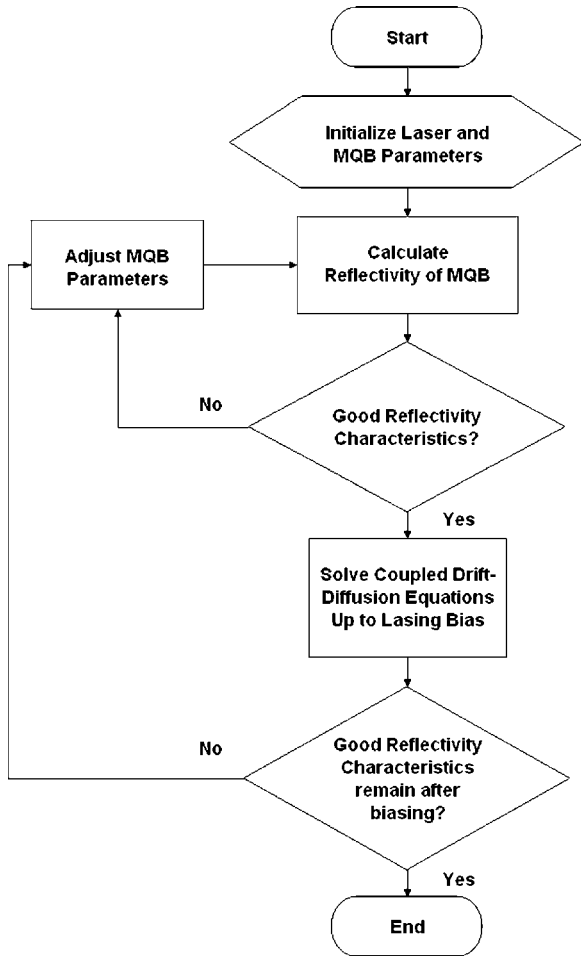 Start
Initialize Laser and
MQB Parameters
Adjust MQB
Parameters
Calculate
Reflectivity of MQB
No
Good Reflectivity
Characteristics?
Yes
Solve Coupled Drift-
Diffusion Equations
Up to Lasing Bias
No
Good Reflectivity
Characteristics
remain after
biasing?
Yes
End